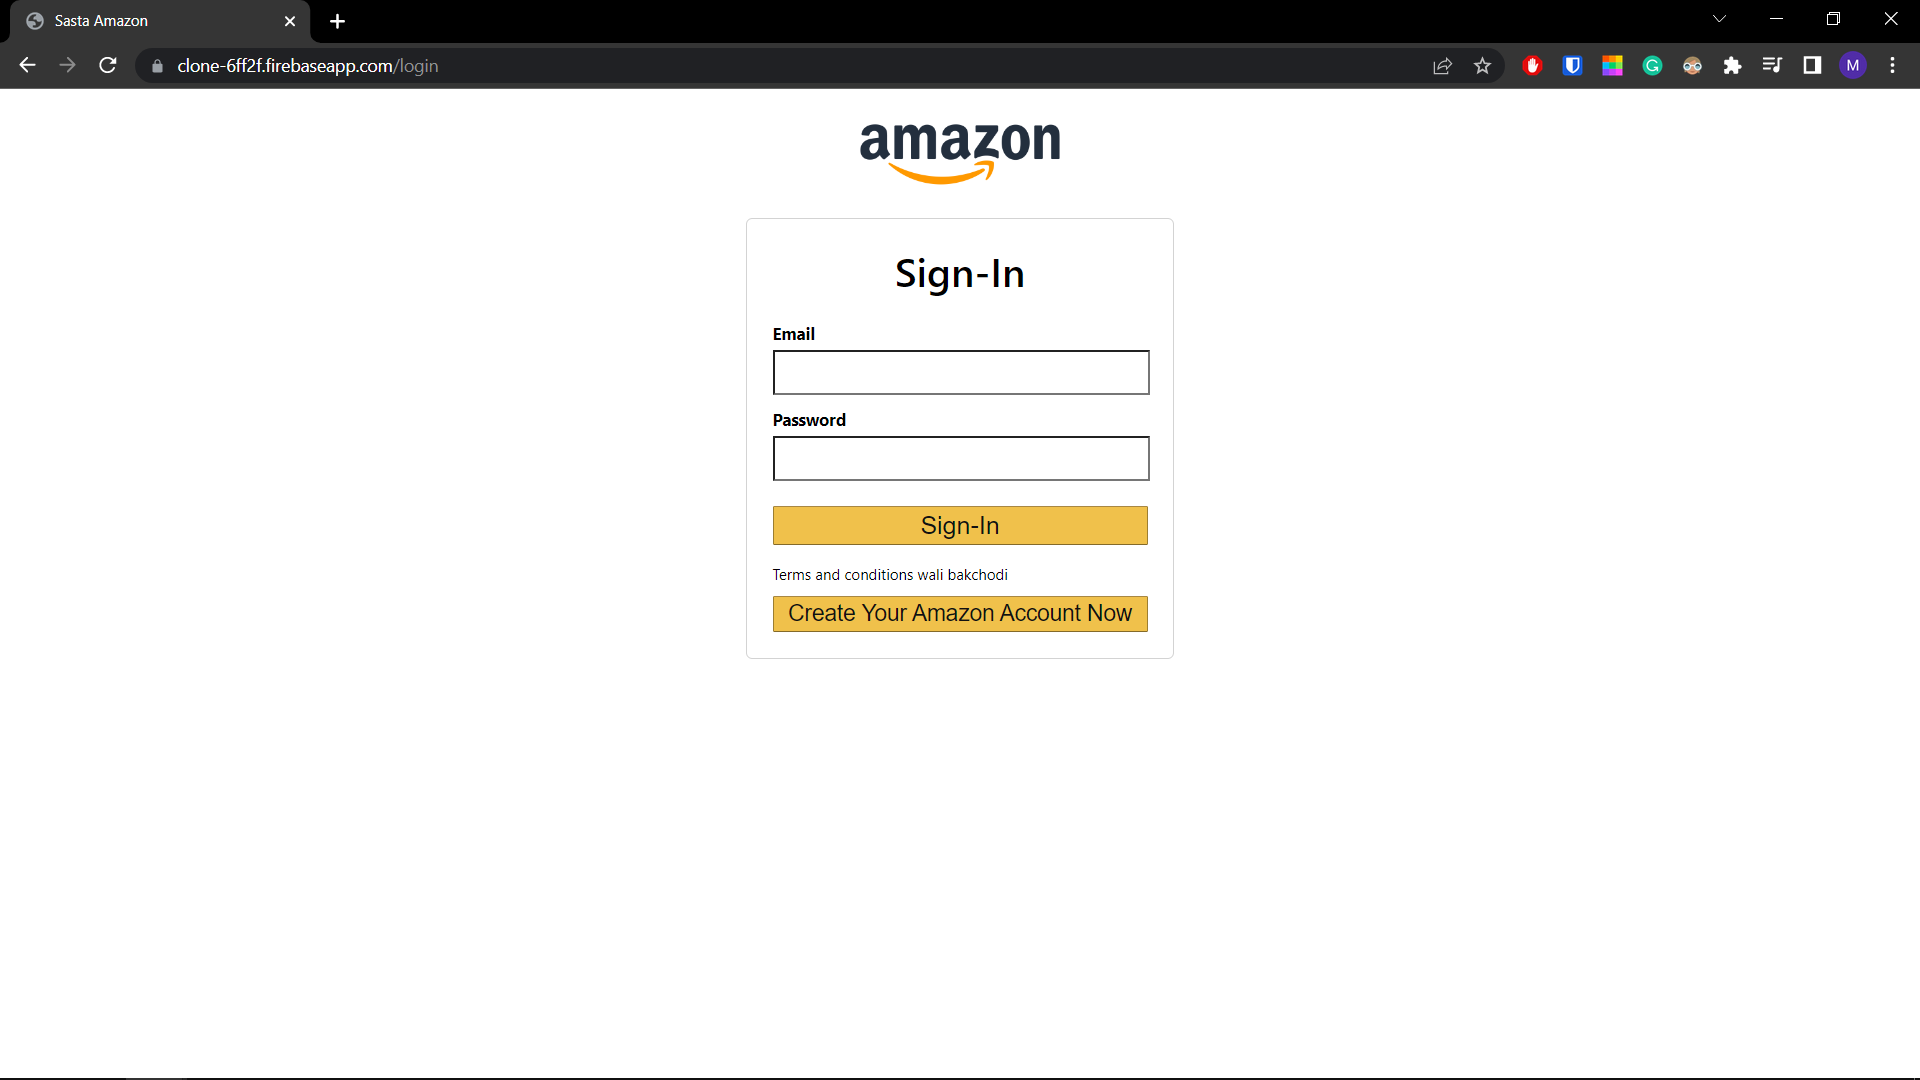 Sasta Amazon
clone-6ff2f.firebaseapp.com/login
M
amazon
Sign-In
Email
Password
Sign-In
Terms and conditions wali bakchodi
Create Your Amazon Account Now